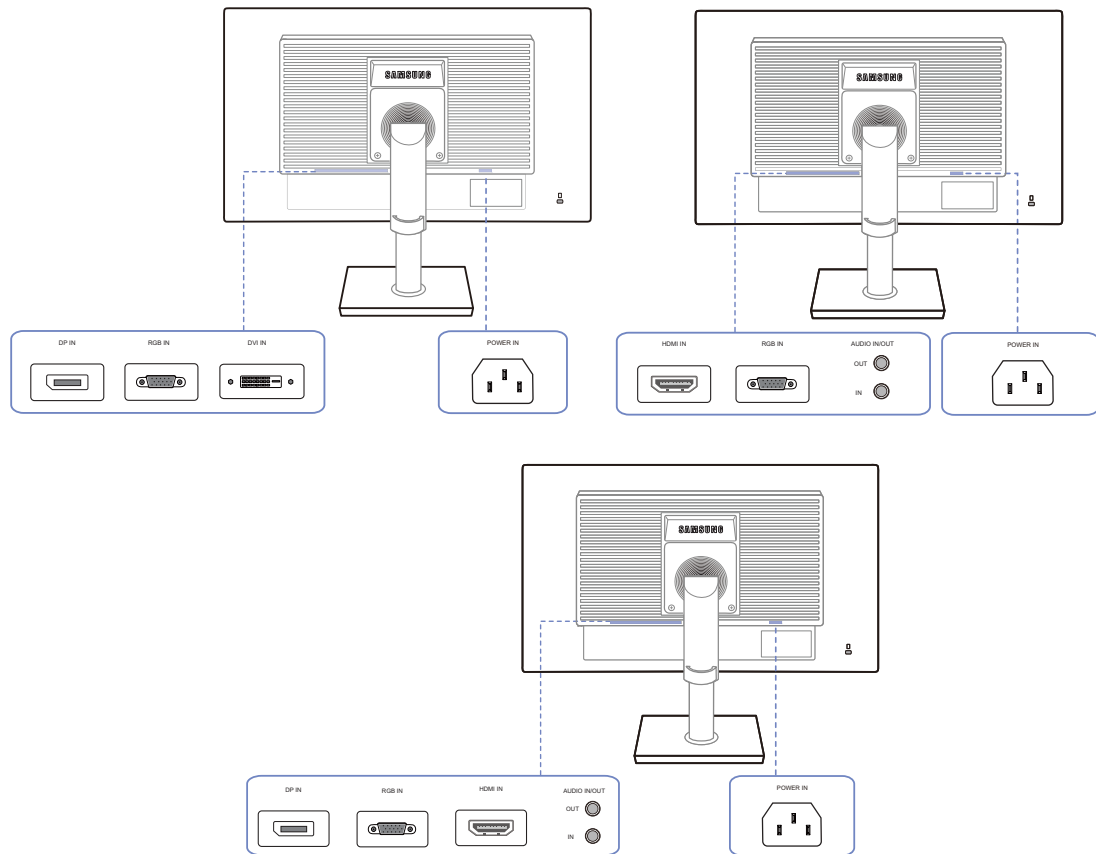 SAMSUNG
DP IN RGB IN DVI IN
POWER IN
SAMSUNG
HDMI IN RGB IN AUDIO IN/OUT
OUT
IN
POWER IN
SAMSUNG
DP IN RGB IN HDMI IN AUDIO IN/OUT
OUT
IN
POWER IN